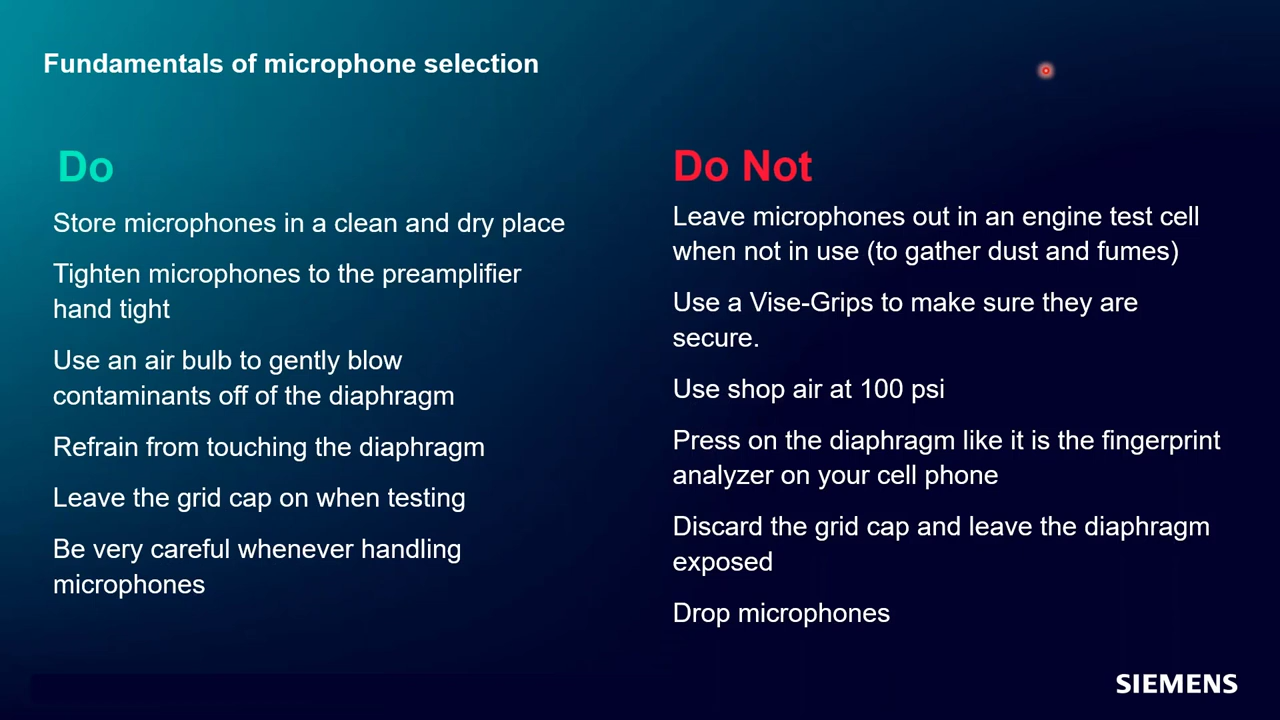 Fundamentals of microphone selection
Do
Store microphones in a clean and dry place
Tighten microphones to the preamplifier
hand tight
Use an air bulb to gently blow
contaminants off of the diaphragm
Refrain from touching the diaphragm
Leave the grid cap on when testing
Be very careful whenever handling
microphones
Do Not
Leave microphones out in an engine test cell
when not in use (to gather dust and fumes)
Use a Vise-Grips to make sure they are
secure.
Use shop air at 100 psi
Press on the diaphragm like it is the fingerprint
analyzer on your cell phone
Discard the grid cap and leave the diaphragm
exposed
Drop microphones
SIEMENS